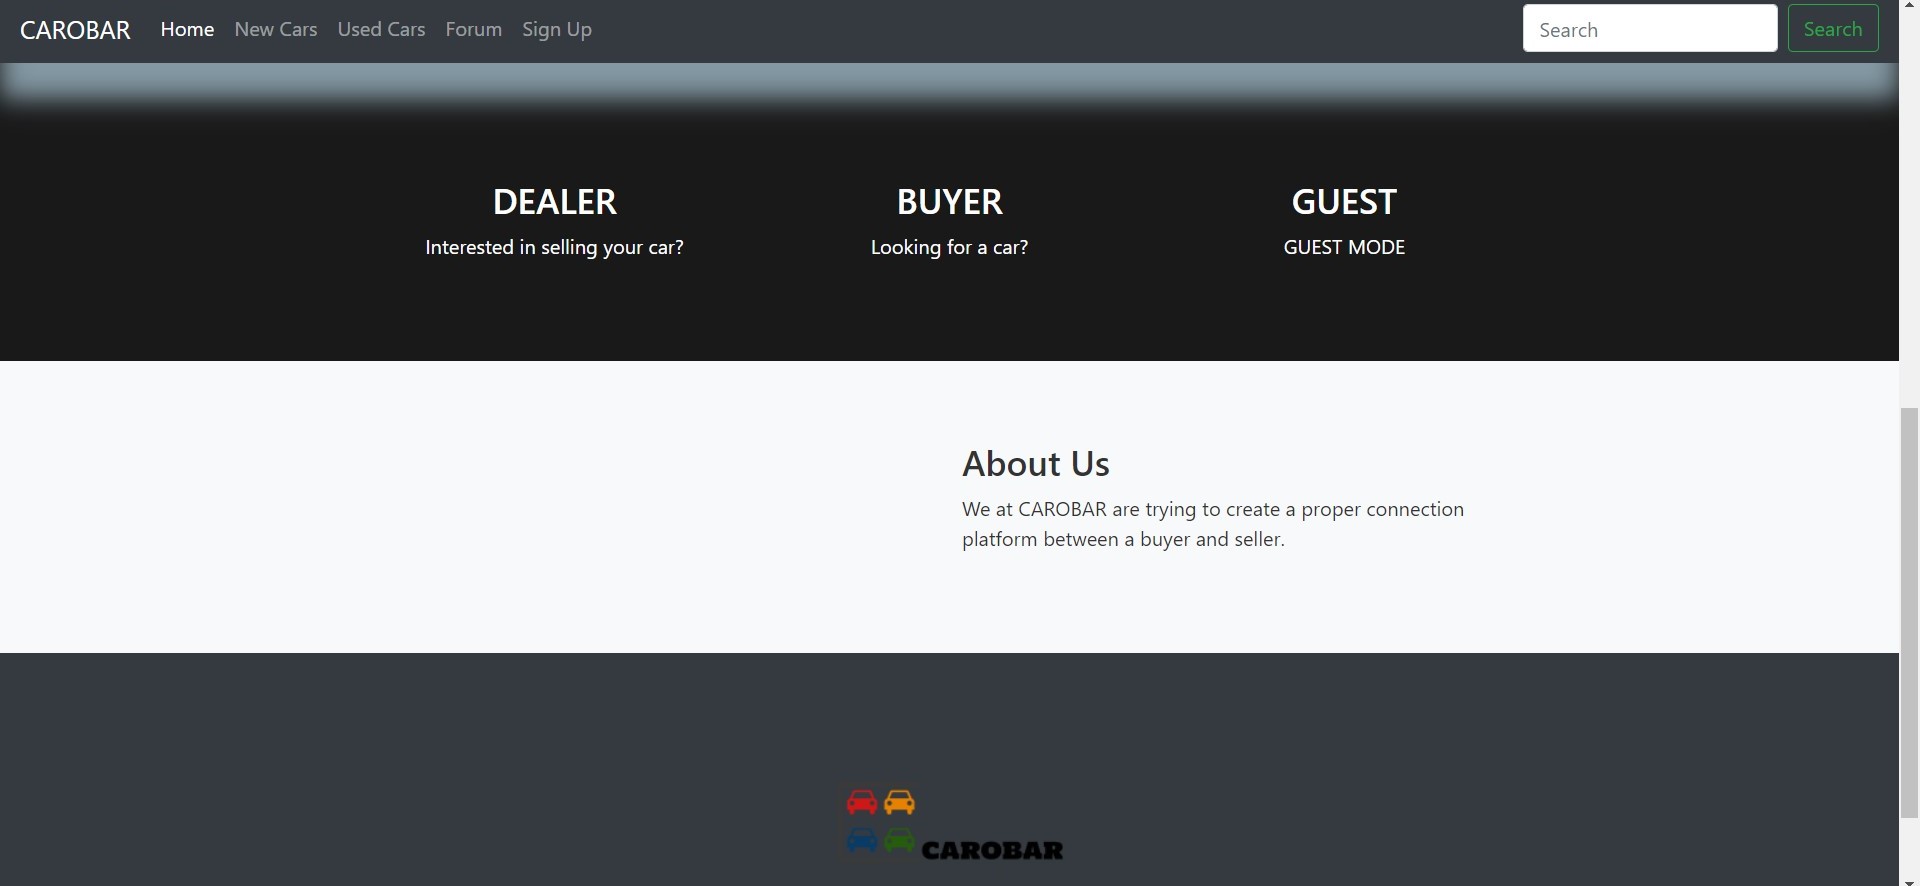 CAROBAR Home New Cars Used Cars Forum Sign Up Search Search
DEALER BUYER GUEST
Interested in selling your car? Looking for a car? GUEST MODE
About Us
We at CAROBAR are trying to create a proper connection
platform between a buyer and seller.
CAROBAR